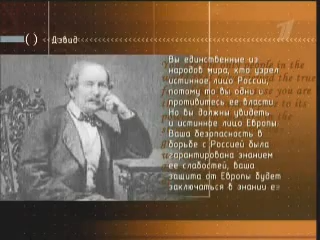 ( ) Дэвид
Вы единственные из
народов мира, кто узрел
истинное лицо России,
потому то вы одни и
противитесь ее власти.
Но вы должны увидеть
и истинное лицо Европы.
Ваша безопасность в
борьбе с Россией была
гарантирована знанием
ее слабостей, ваша
защита от Европы будет
заключаться в знании ее